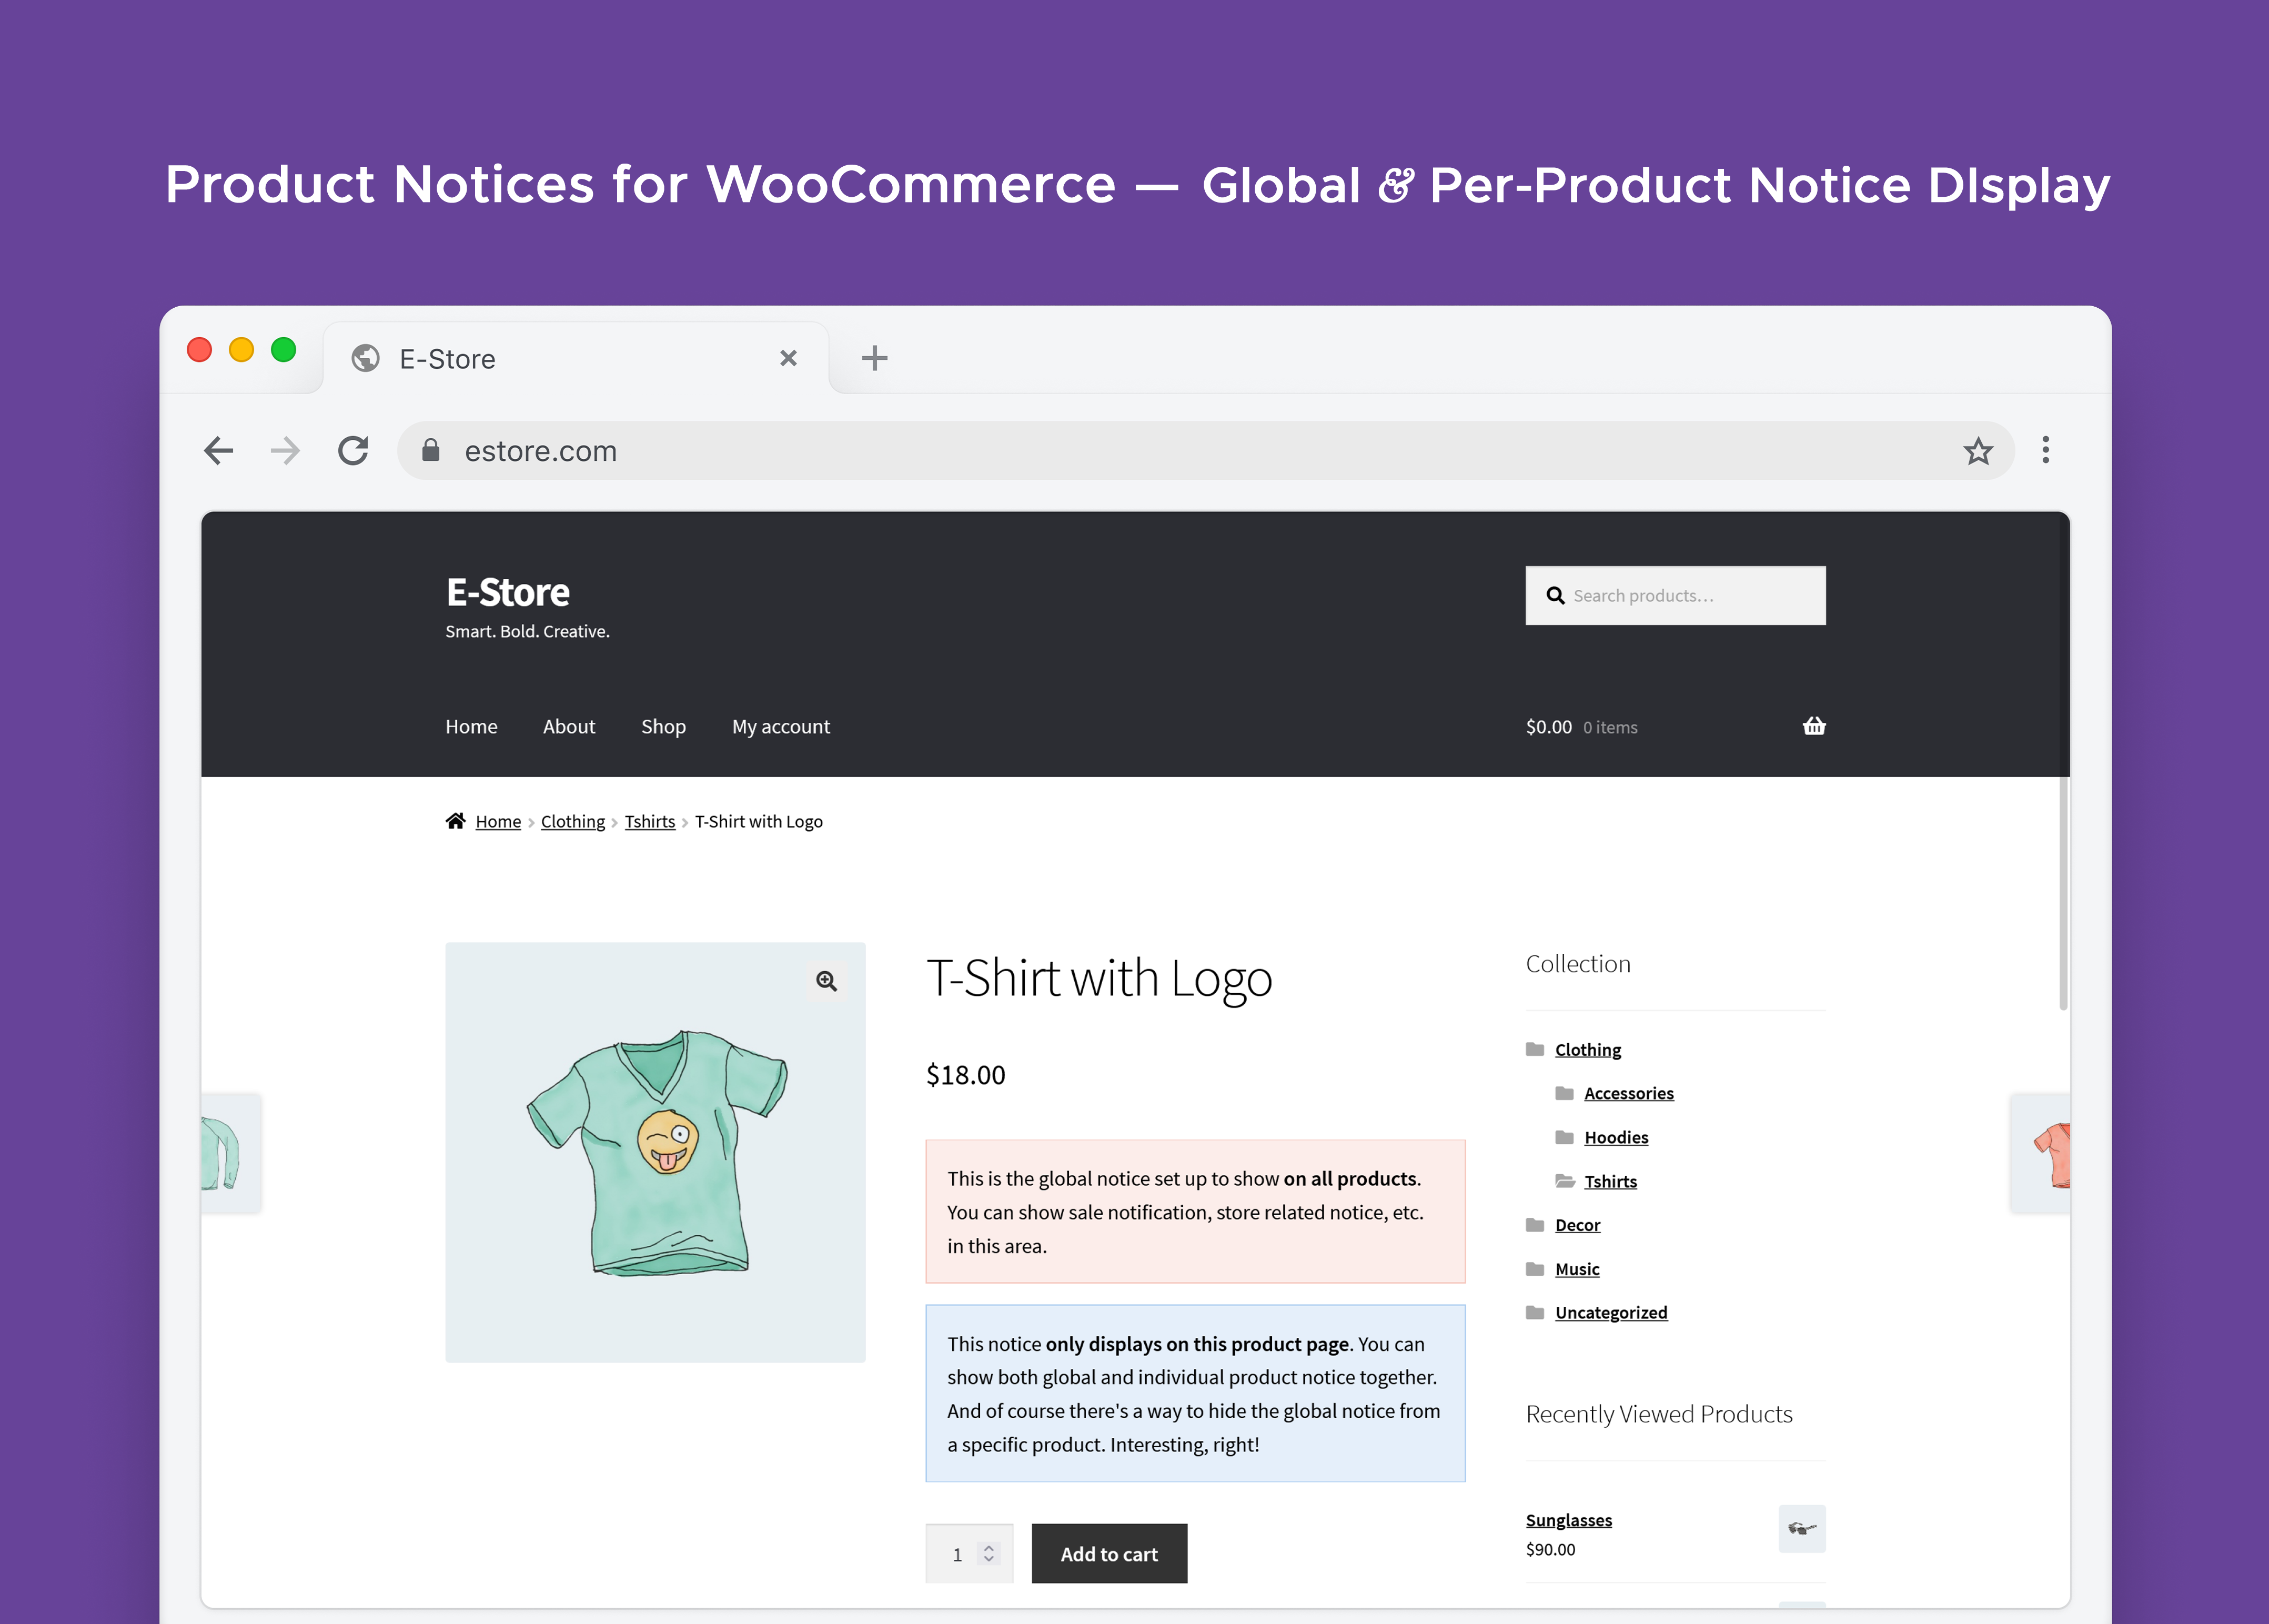 Product Notices for WooCommerce — Global & Per-Product Notice DIsplay
E-Store
estore.com
E-Store
Smart. Bold. Creative.
Search products...
Home About Shop My account
$0.00 0 items
Home › Clothing › Tshirts › T-Shirt with Logo
T-Shirt with Logo
$18.00
This is the global notice set up to show on all products.
You can show sale notification, store related notice, etc.
in this area.
This notice only displays on this product page. You can
show both global and individual product notice together.
And of course there's a way to hide the global notice from
a specific product. Interesting, right!
1
Add to cart
Collection
Clothing
Accessories
Hoodies
Tshirts
Decor
Music
Uncategorized
Recently Viewed Products
Sunglasses
$90.00